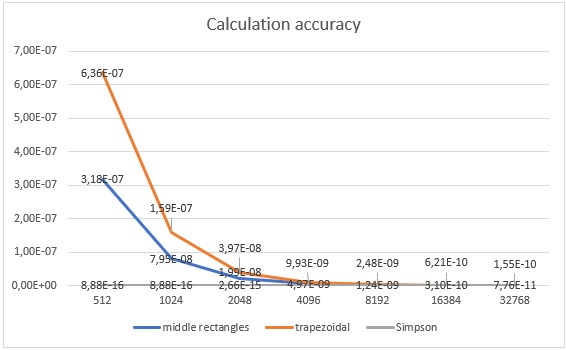 Calculation accuracy
7,00E-07
6,00E-07
5,00E-07
4,00E-07
3,00E-07
2,00E-07
1,00E-07
0,00E+00
6,36E-07
3,18E-07
1,59E-07
7,95E-08
3,97E-08
1,99E-08
9,93E-09 2,48E-09 6,21E-10 1,55E-10
8,88E-16 8,88E-16 2,66E-15 4,97E-09 1,24E-09 3,10E-10 7,76E-11
512 1024 2048 4096 8192 16384 32768
middle rectangles trapezoidal Simpson